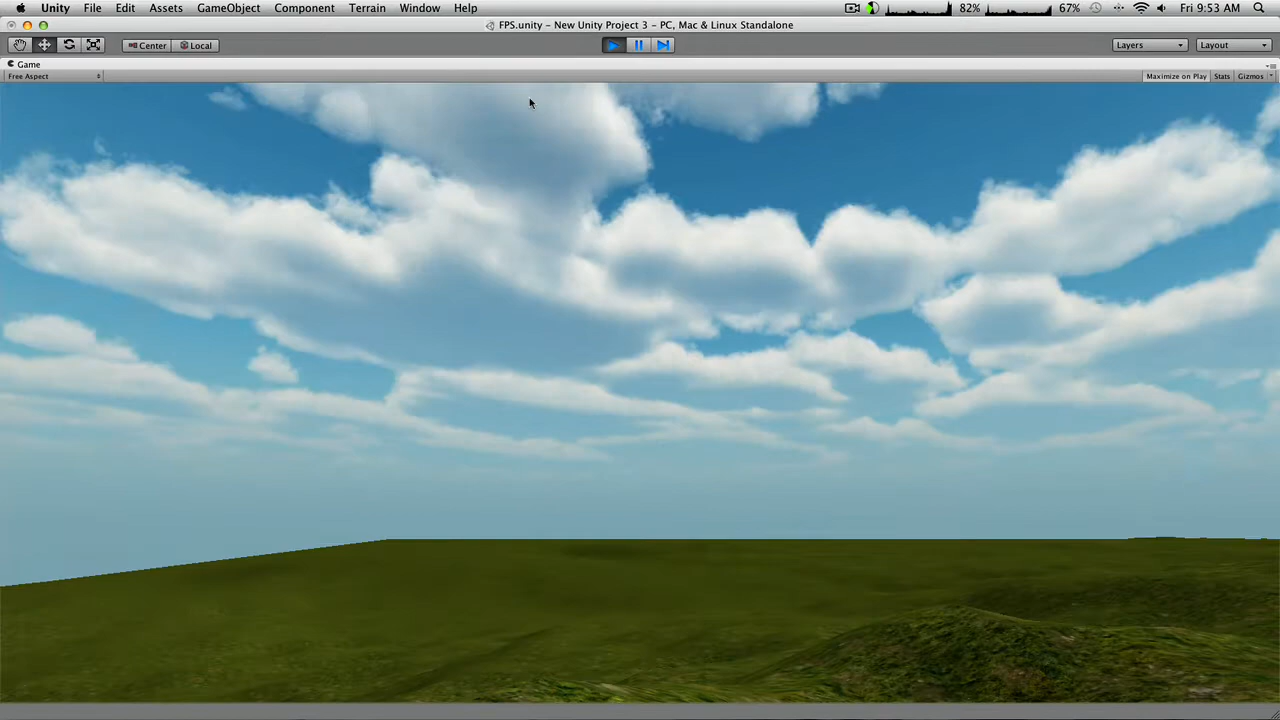 Unity File Edit Assets GameObject Component Terrain Window Help 82% 67% Fri 9:53 AM
FPS.unity – New Unity Project 3 – PC, Mac & Linux Standalone
Center Local Layers Layout
Game
Free Aspect Maximize on Play Stats Gizmos